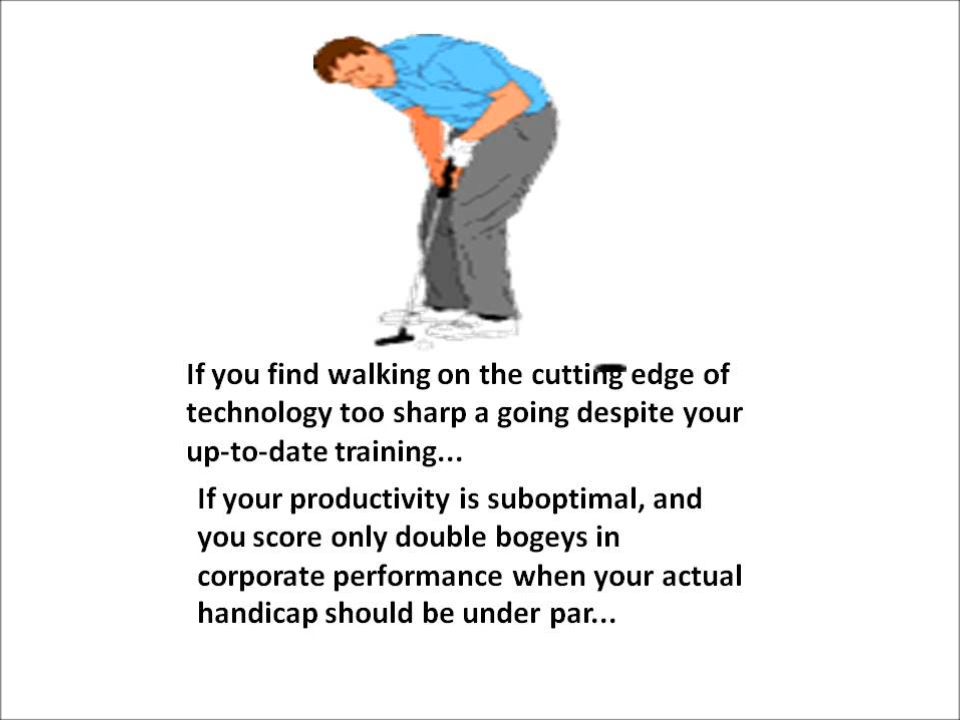 If you find walking on the cutting edge of
technology too sharp a going despite your
up-to-date training...
If your productivity is suboptimal, and
you score only double bogeys in
corporate performance when your actual
handicap should be under par...